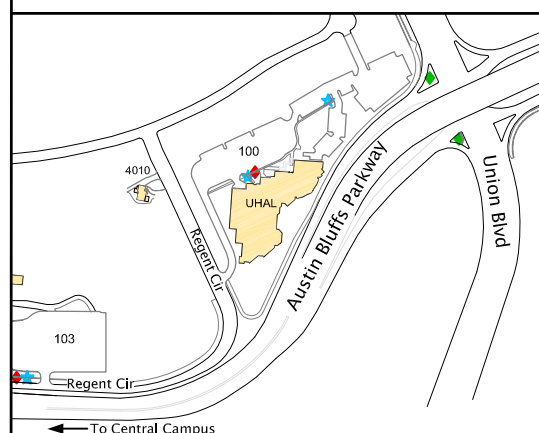 100
4010
UHAL
Austin Bluffs Parkway
Union Blvd
Regent Cir
103
Regent Cir
To Central Campus